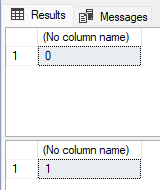 Results Messages
(No column name)
1 0
(No column name)
1 1